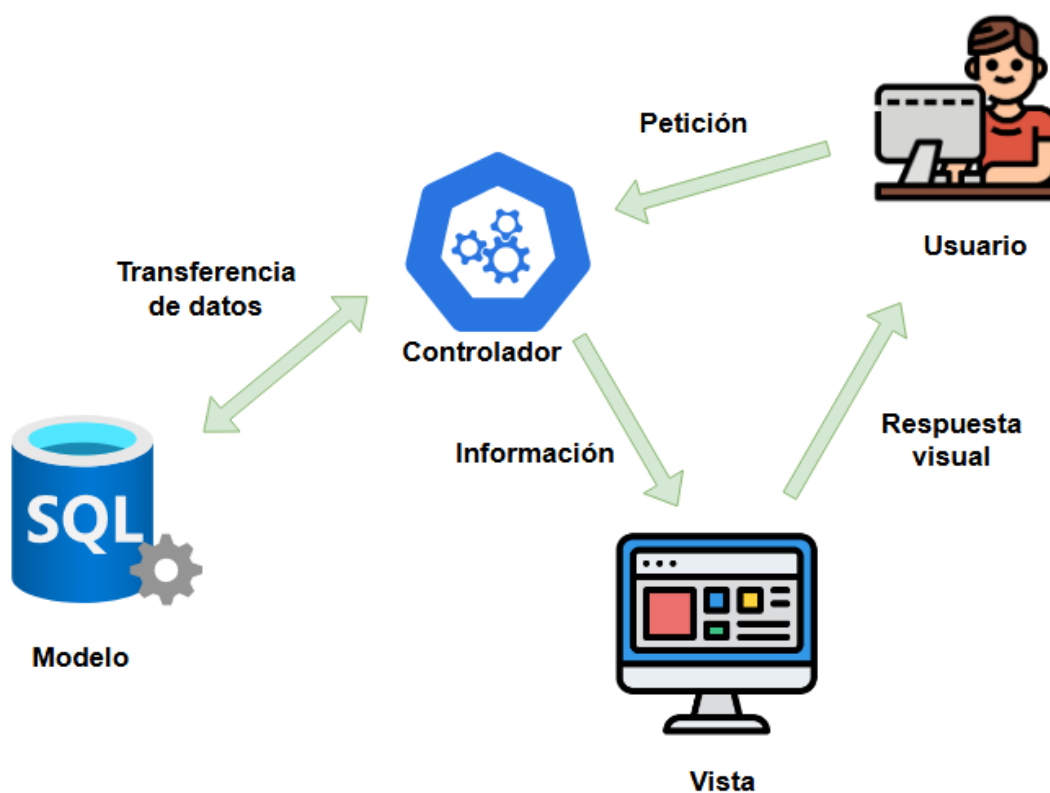 Petición
Usuario
Transferencia
de datos
Controlador
Respuesta
visual
Información
SQL
Modelo
Vista